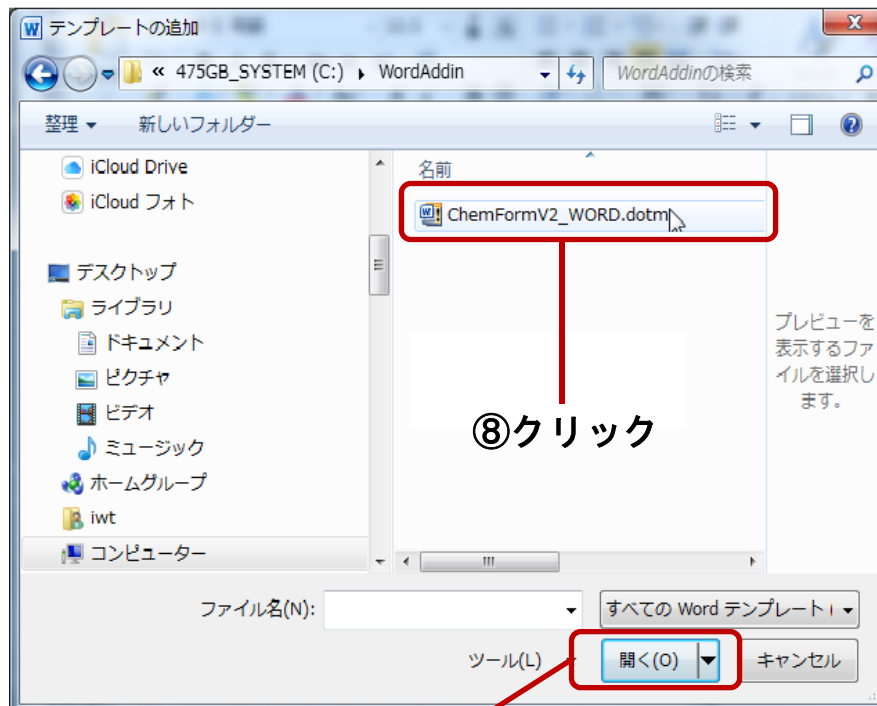 テンプレートの追加
« 475GB_SYSTEM (C:) ▸ WordAddin
WordAddinの検索
整理 ▼ 新しいフォルダー
iCloud Drive
iCloud フォト
デスクトップ
ライブラリ
ドキュメント
ピクチャ
ビデオ
ミュージック
ホームグループ
iwt
コンピューター
名前
ChemFormV2_WORD.dotm
⑧クリック
プレビューを
表示するファ
イルを選択し
ます。
ファイル名(N):
すべての Word テンプレート (
ツール(L)
開く(O)
キャンセル